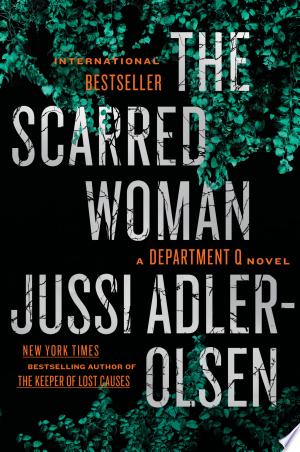 THE
INTERNATIONAL
BESTSELLER
SCARRED
WOMAN
A DEPARTMENT Q NOVEL
JUSSI ADLER-
OLSEN
NEW YORK TIMES
BESTSELLING AUTHOR OF
THE KEEPER OF LOST CAUSES